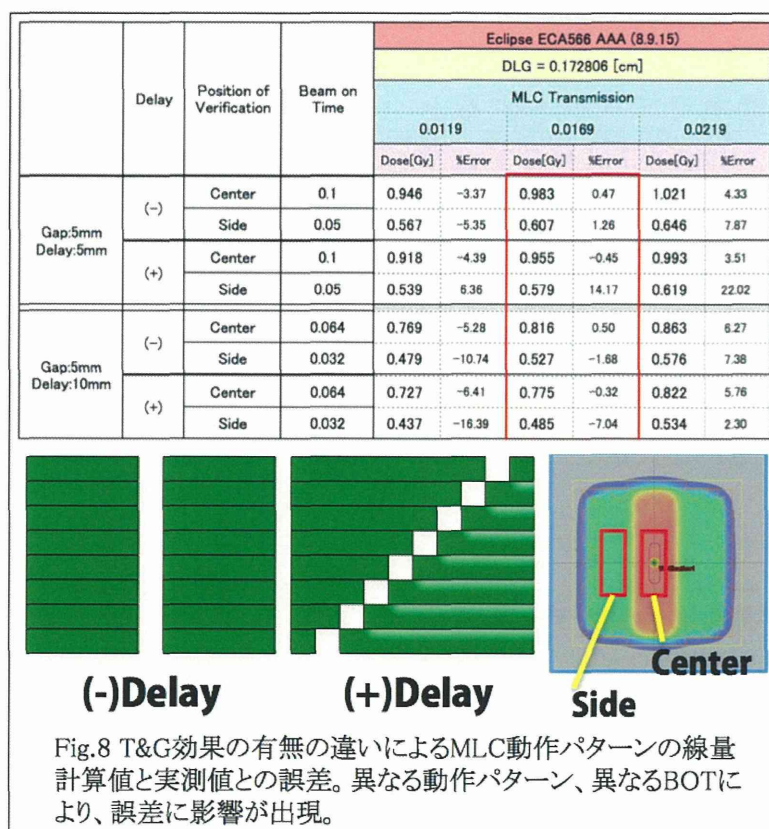 Eclipse ECA566 AAA (8.9.15)
DLG = 0.172806 [cm]
Delay Position of Verification Beam on Time MLC Transmission
0.0119 0.0169 0.0219
Dose[Gy] %Error Dose[Gy] %Error Dose[Gy] %Error
Gap:5mm Delay:5mm (-) Center 0.1 0.946 -3.37 0.983 0.47 1.021 4.33
Side 0.05 0.567 -5.35 0.607 1.26 0.646 7.87
(+) Center 0.1 0.918 -4.39 0.955 -0.45 0.993 3.51
Side 0.05 0.539 6.36 0.579 14.17 0.619 22.02
Gap:5mm Delay:10mm (-) Center 0.064 0.769 -5.28 0.816 0.50 0.863 6.27
Side 0.032 0.479 -10.74 0.527 -1.68 0.576 7.38
(+) Center 0.064 0.727 -6.41 0.775 -0.32 0.822 5.76
Side 0.032 0.437 -16.39 0.485 -7.04 0.534 2.30
(-)Delay (+)Delay Side Center
Fig.8 T&G効果の有無の違いによるMLC動作パターンの線量
計算値と実測値との誤差。異なる動作パターン、異なるBOTに
より、誤差に影響が出現。